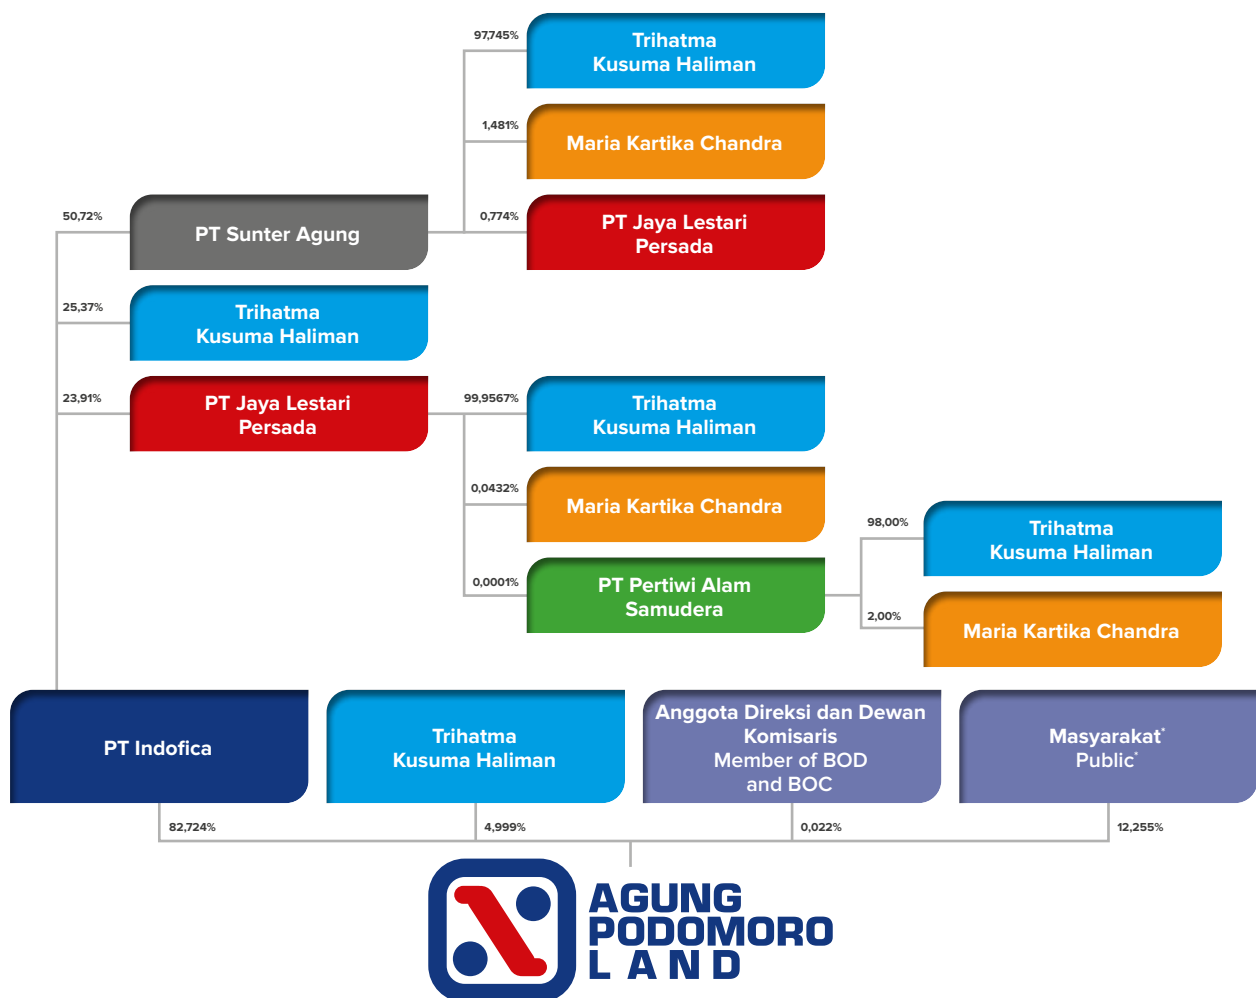 97,745%
Trihatma
Kusuma Haliman
1,481%
Maria Kartika Chandra
50,72%
PT Sunter Agung
0,774%
PT Jaya Lestari
Persada
25,37%
Trihatma
Kusuma Haliman
23,91%
PT Jaya Lestari
Persada
99,9567%
Trihatma
Kusuma Haliman
0,0432%
Maria Kartika Chandra
98,00%
Trihatma
Kusuma Haliman
0,0001%
PT Pertiwi Alam
Samudera
2,00%
Maria Kartika Chandra
PT Indofica
Trihatma
Kusuma Haliman
Anggota Direksi dan Dewan
Komisaris
Member of BOD
and BOC
Masyarakat*
Public*
82,724%
4,999%
0,022%
12,255%
AGUNG
PODOMORO
LAND